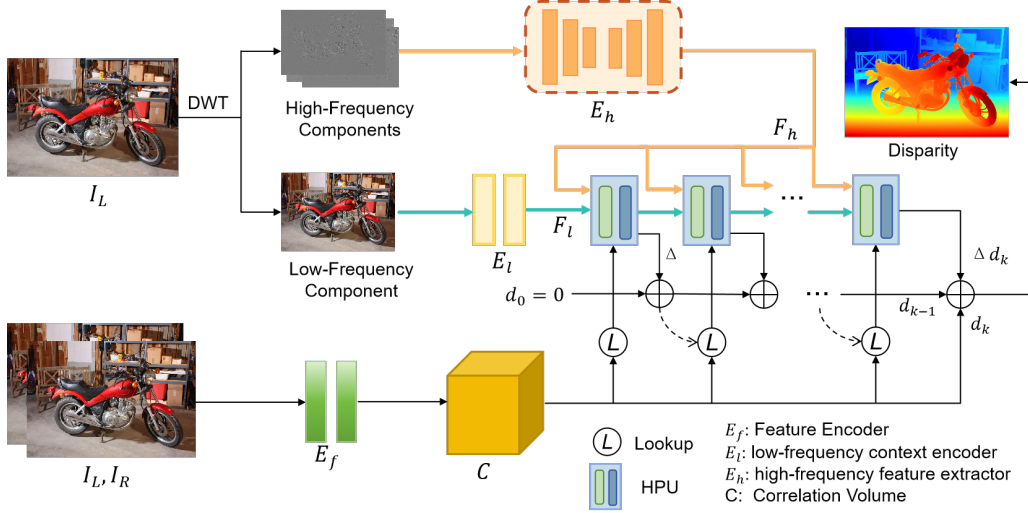 I_L
DWT
High-Frequency
Components
E_h
F_h
Disparity
Low-Frequency
Component
E_l
F_l
Δ
Δ d_k
d_0 = 0
...
...
d_{k-1}
d_k
L
L
L
I_L, I_R
E_f
C
L Lookup
HPU
E_f: Feature Encoder
E_l: low-frequency context encoder
E_h: high-frequency feature extractor
C: Correlation Volume